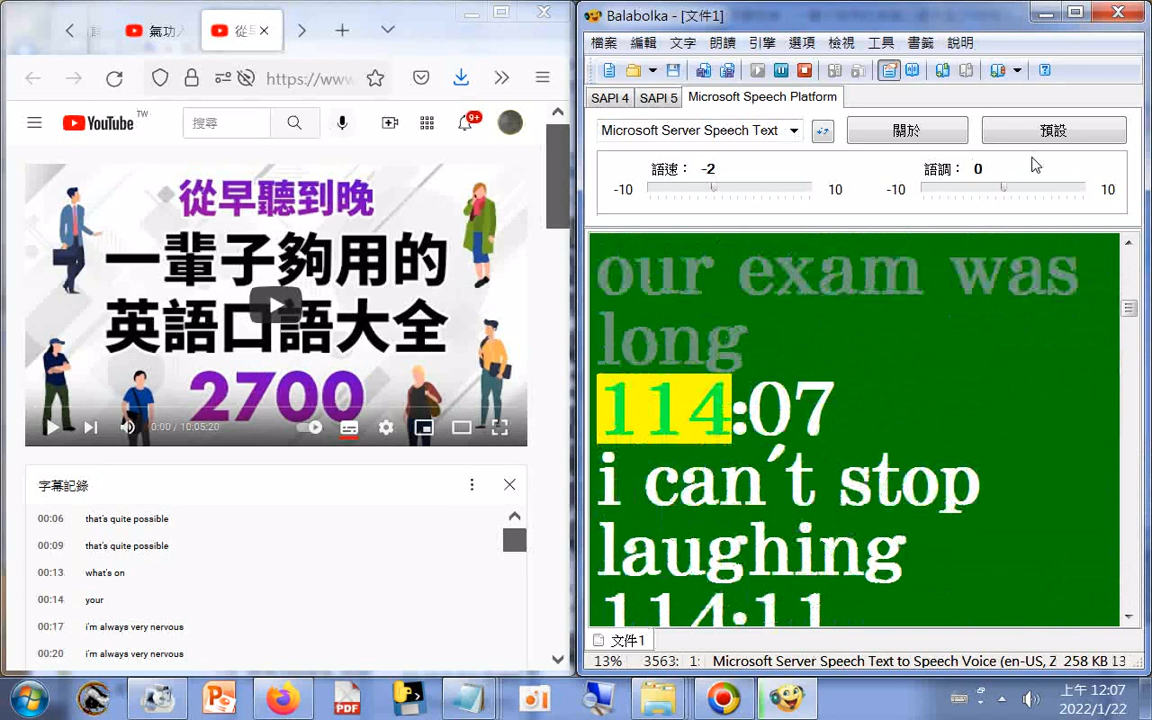 氣功
從
https://www
YouTube TW
搜尋
9+
從早聽到晚
一輩子夠用的
英語口語大全
2700
0:00 / 10:05:20
字幕記錄
00:06 that's quite possible
00:09 that's quite possible
00:13 what's on
00:14 your
00:17 i'm always very nervous
00:20 i'm always very nervous
Balabolka - [文件1]
檔案 編輯 文字 朗讀 引擎 選項 檢視 工具 書籤 說明
SAPI 4 SAPI 5 Microsoft Speech Platform
Microsoft Server Speech Text 關於 預設
語速： -2 語調： 0
-10 10 -10 10
our exam was
long
114:07
i can't stop
laughing
114:11
文件1
13% 3563: 1: Microsoft Server Speech Text to Speech Voice (en-US, Z 258 KB 13
PDF
上午 12:07
2022/1/22